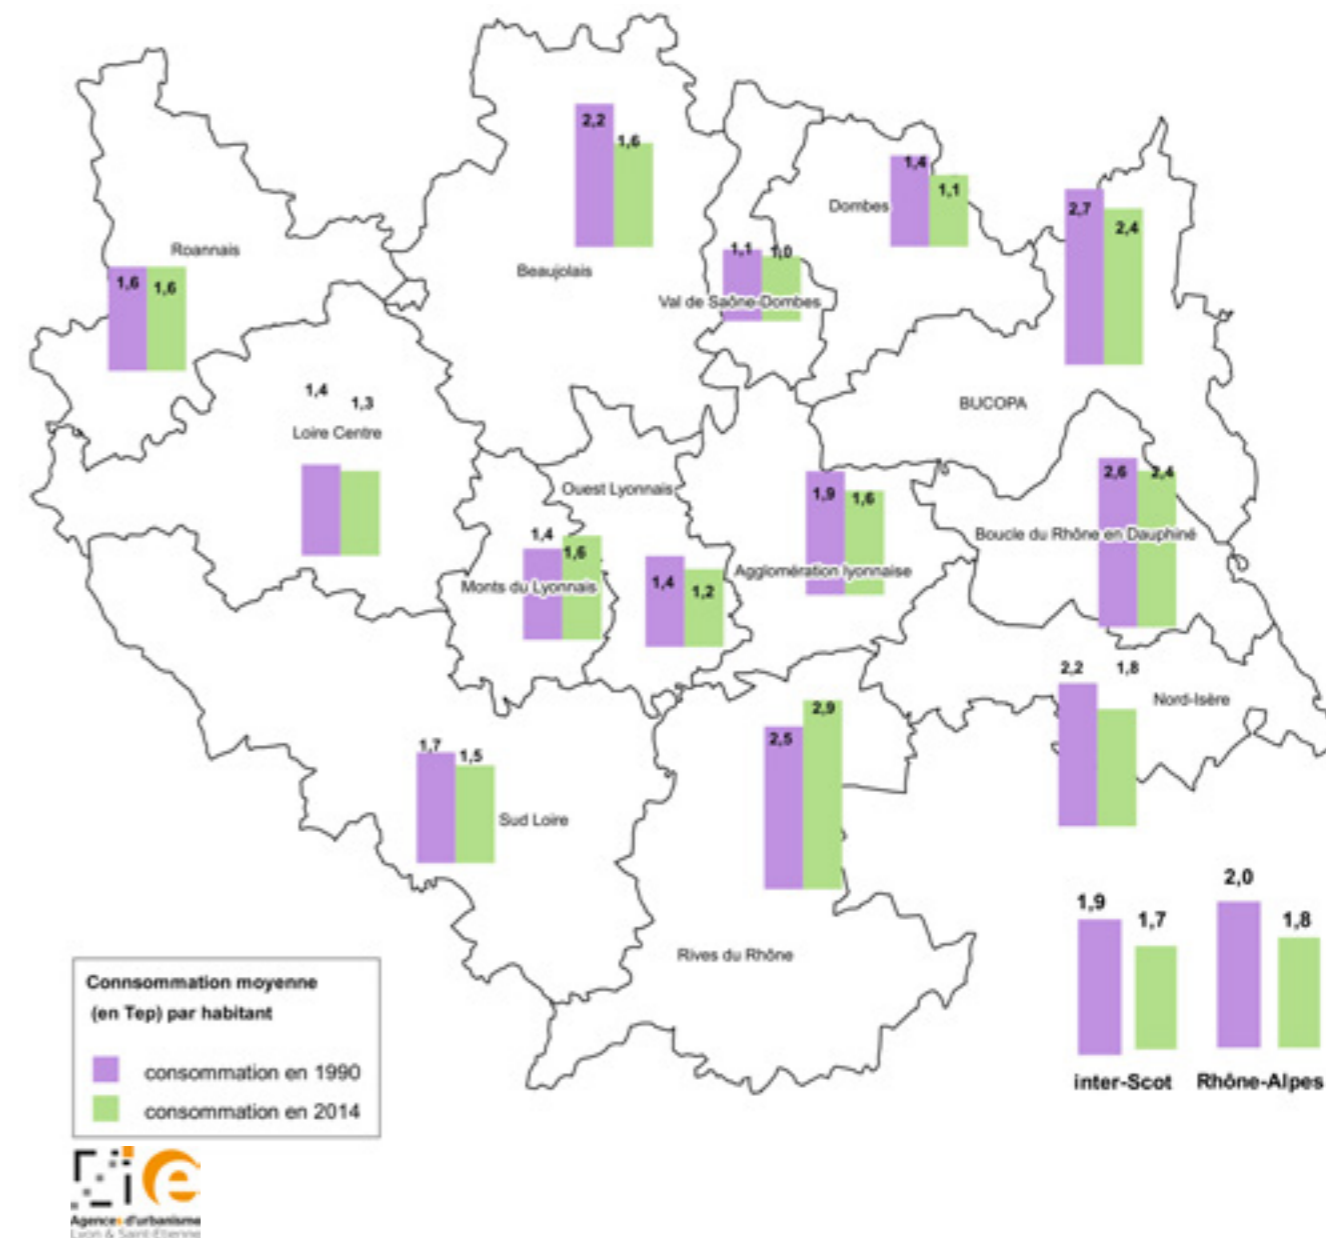 2,2
1,6
1,4
1,1
Dombes
2,7
2,4
Roannais
1,6
1,6
Beaujolais
1,1
1,0
Val de Saône-Dombes
1,4
1,3
Loire Centre
BUCOPA
Ouest Lyonnais
1,9
1,6
2,6
2,4
Boucle du Rhône en Dauphiné
1,4
1,6
Monts du Lyonnais
1,4
1,2
Agglomération lyonnaise
2,2
1,8
Nord-Isère
2,5
2,9
1,7
1,5
Sud Loire
Rives du Rhône
1,9
1,7
2,0
1,8
inter-Scot
Rhône-Alpes
Connsommation moyenne
(en Tep) par habitant
consommation en 1990
consommation en 2014
Agences d'urbanisme
Lyon & Saint-Etienne